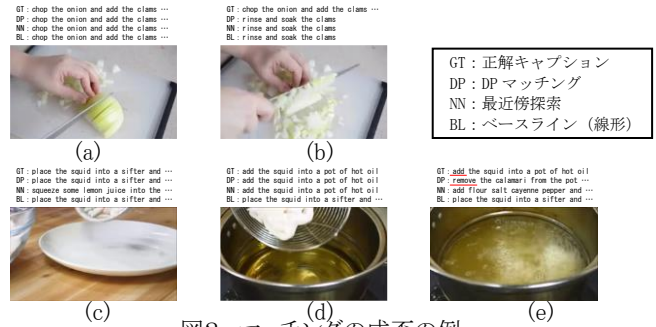 GT：chop the onion and add the clams …
DP：chop the onion and add the clams …
NN：chop the onion and add the clams …
BL：chop the onion and add the clams …
(a)
GT：chop the onion and add the clams …
DP：rinse and soak the clams
NN：rinse and soak the clams
BL：rinse and soak the clams
(b)
GT：正解キャプション
DP：DPマッチング
NN：最近傍探索
BL：ベースライン（線形）
GT：place the squid into a sifter and …
DP：place the squid into a sifter and …
NN：squeeze some lemon juice into the …
BL：place the squid into a sifter and …
(c)
GT：add the squid into a pot of hot oil
DP：add the squid into a pot of hot oil
NN：add the squid into a pot of hot oil
BL：place the squid into a sifter and …
(d)
GT：add the squid into a pot of hot oil
DP：remove the calamari from the pot …
NN：add flour salt cayenne pepper and …
BL：place the squid into a sifter and …
(e)